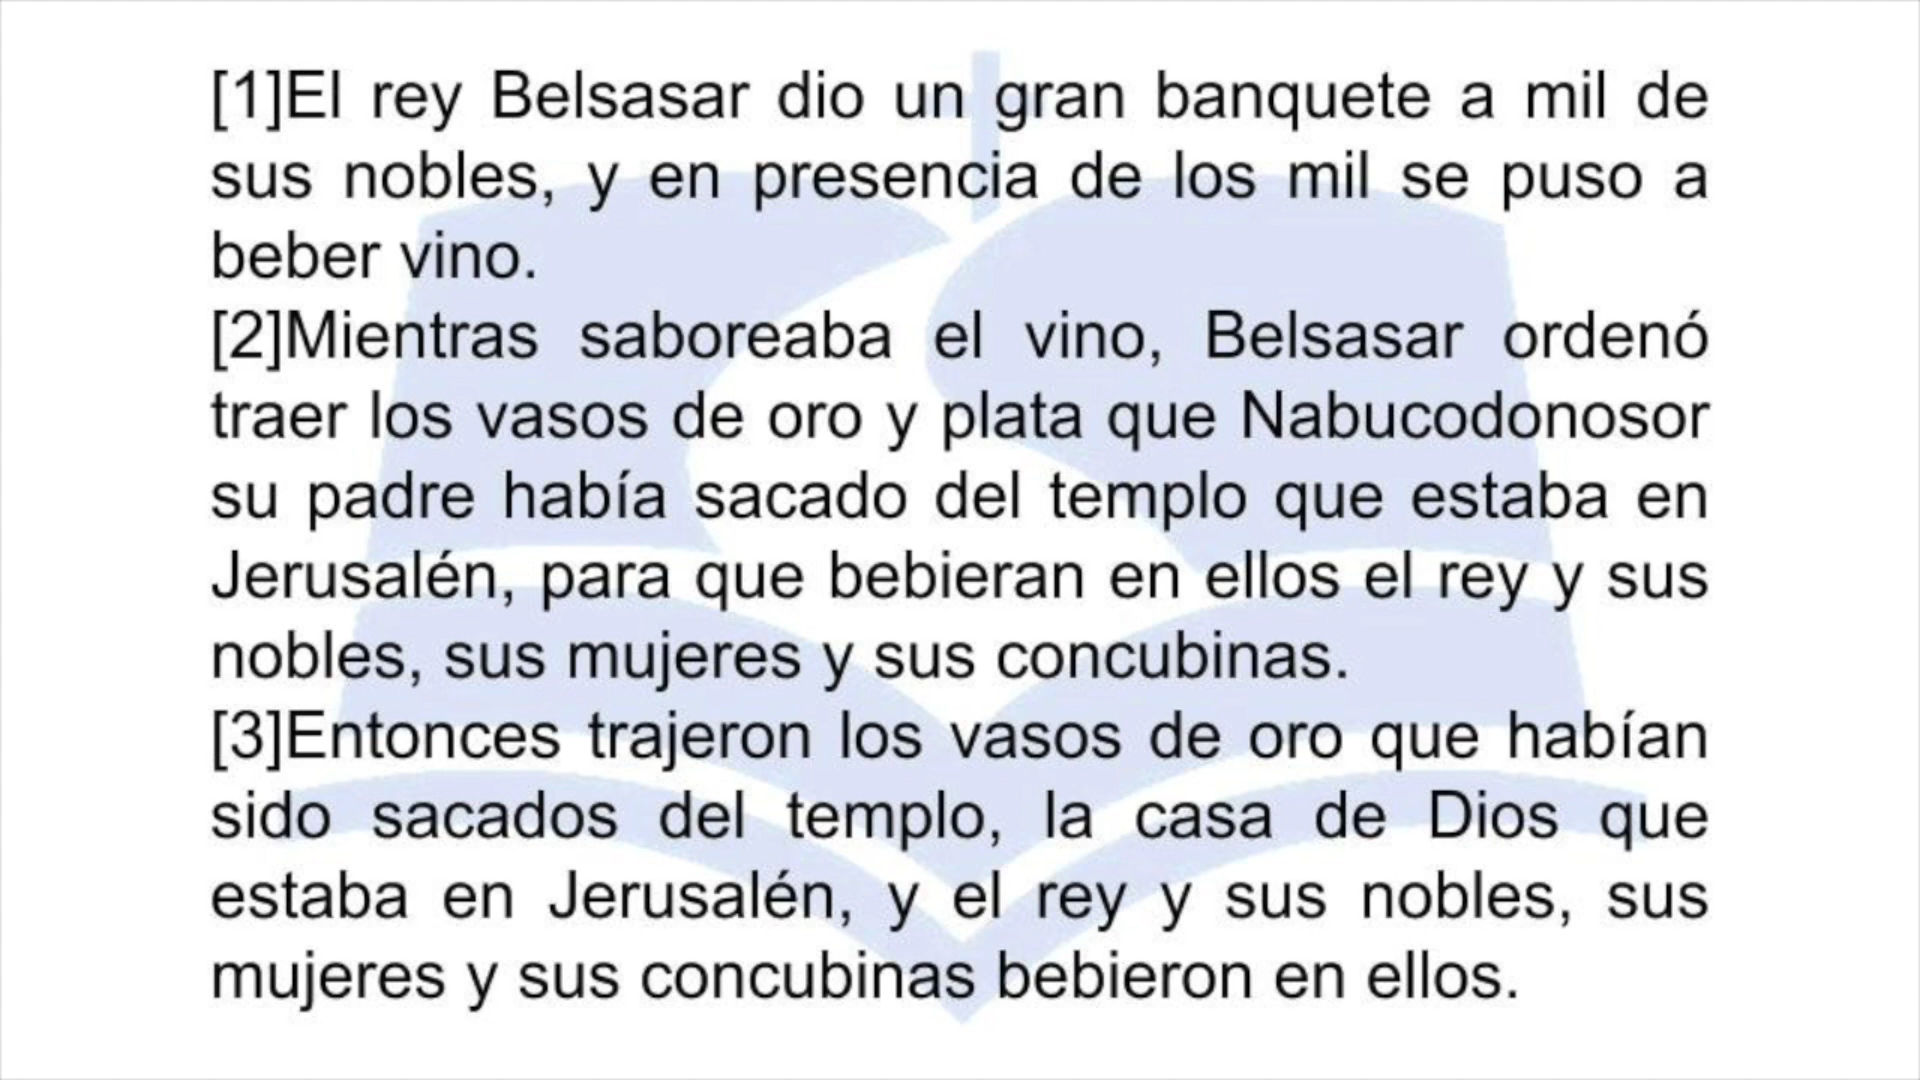 [1]El rey Belsasar dio un gran banquete a mil de
sus nobles, y en presencia de los mil se puso a
beber vino.
[2]Mientras saboreaba el vino, Belsasar ordenó
traer los vasos de oro y plata que Nabucodonosor
su padre había sacado del templo que estaba en
Jerusalén, para que bebieran en ellos el rey y sus
nobles, sus mujeres y sus concubinas.
[3]Entonces trajeron los vasos de oro que habían
sido sacados del templo, la casa de Dios que
estaba en Jerusalén, y el rey y sus nobles, sus
mujeres y sus concubinas bebieron en ellos.